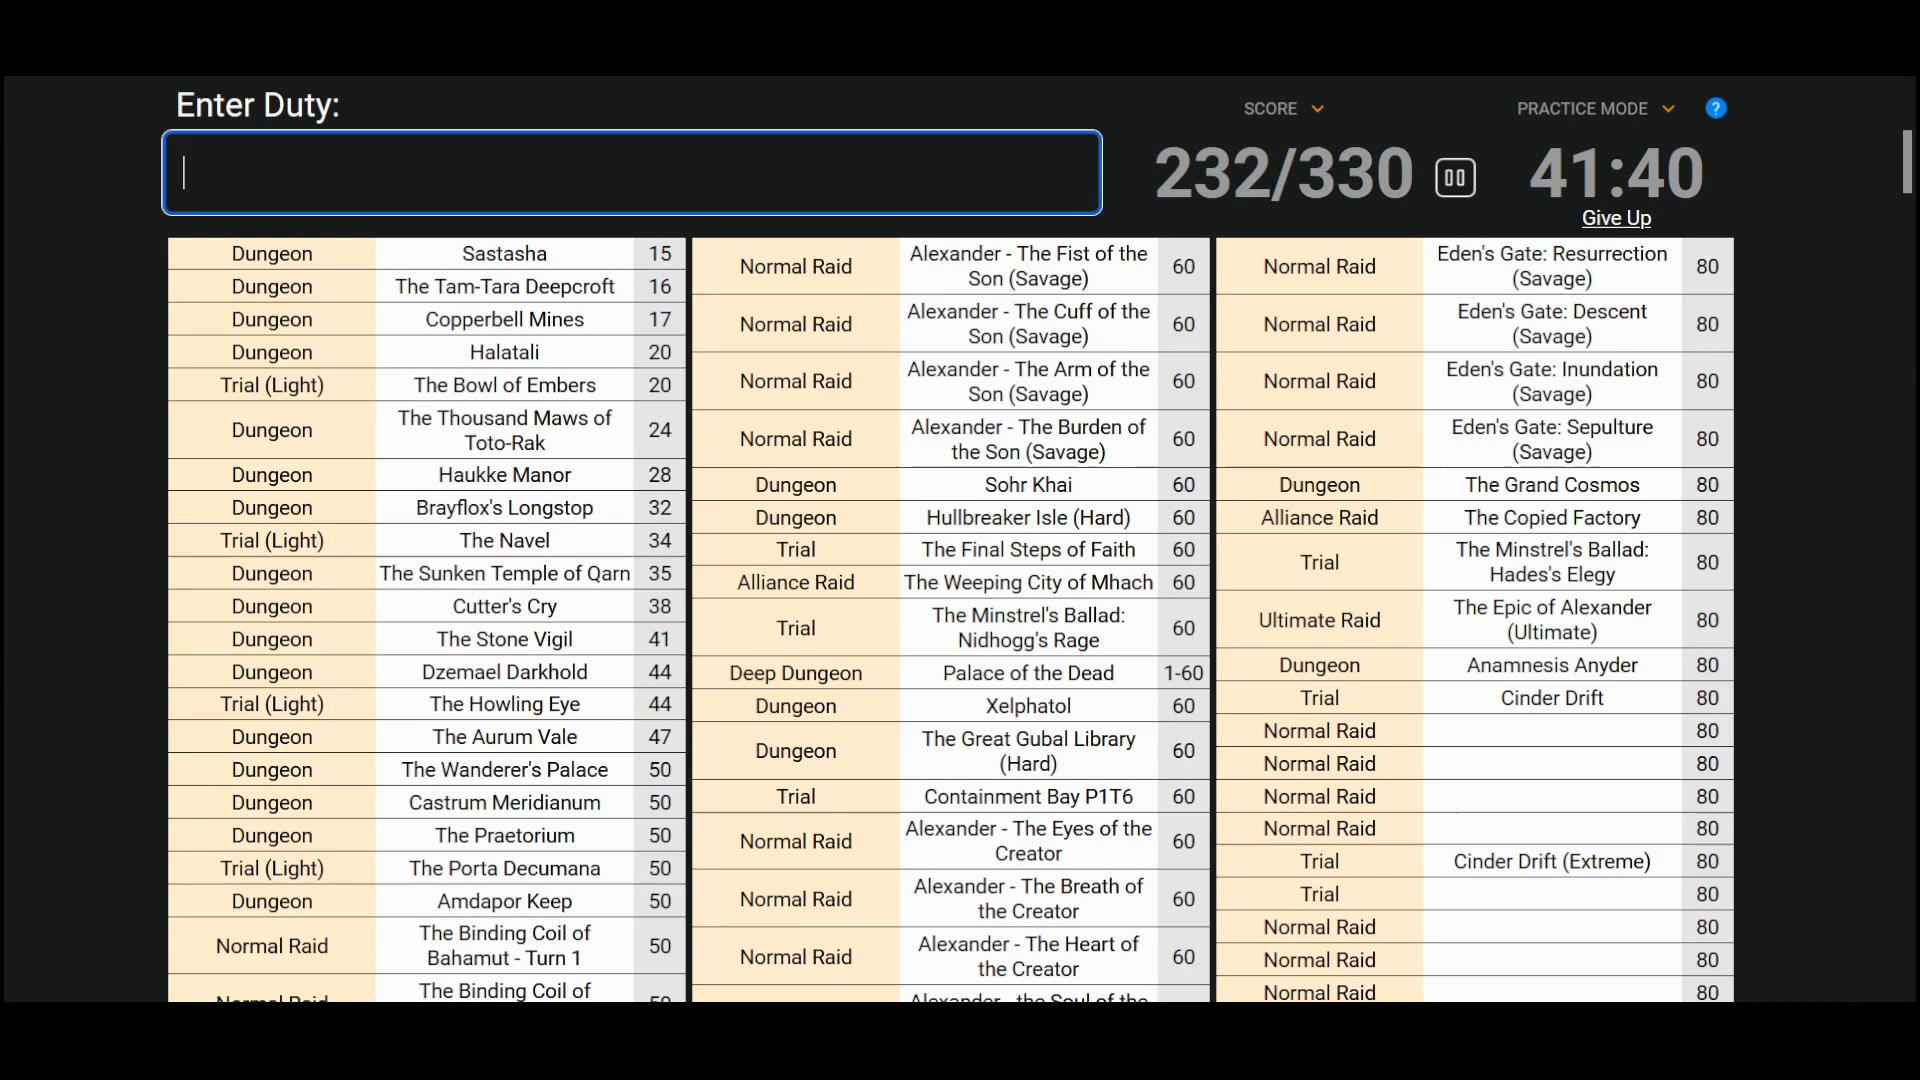 Enter Duty:
SCORE
PRACTICE MODE
?
232/330
41:40
Give Up
Dungeon Sastasha 15
Dungeon The Tam-Tara Deepcroft 16
Dungeon Copperbell Mines 17
Dungeon Halatali 20
Trial (Light) The Bowl of Embers 20
Dungeon The Thousand Maws of
Toto-Rak 24
Dungeon Haukke Manor 28
Dungeon Brayflox's Longstop 32
Trial (Light) The Navel 34
Dungeon The Sunken Temple of Qarn 35
Dungeon Cutter's Cry 38
Dungeon The Stone Vigil 41
Dungeon Dzemael Darkhold 44
Trial (Light) The Howling Eye 44
Dungeon The Aurum Vale 47
Dungeon The Wanderer's Palace 50
Dungeon Castrum Meridianum 50
Dungeon The Praetorium 50
Trial (Light) The Porta Decumana 50
Dungeon Amdapor Keep 50
Normal Raid The Binding Coil of
Bahamut - Turn 1 50
Normal Raid The Binding Coil of 50
Normal Raid Alexander - The Fist of the
Son (Savage) 60
Normal Raid Alexander - The Cuff of the
Son (Savage) 60
Normal Raid Alexander - The Arm of the
Son (Savage) 60
Normal Raid Alexander - The Burden of
the Son (Savage) 60
Dungeon Sohr Khai 60
Dungeon Hullbreaker Isle (Hard) 60
Trial The Final Steps of Faith 60
Alliance Raid The Weeping City of Mhach 60
Trial The Minstrel's Ballad:
Nidhogg's Rage 60
Deep Dungeon Palace of the Dead 1-60
Dungeon Xelphatol 60
Dungeon The Great Gubal Library
(Hard) 60
Trial Containment Bay P1T6 60
Normal Raid Alexander - The Eyes of the
Creator 60
Normal Raid Alexander - The Breath of
the Creator 60
Normal Raid Alexander - The Heart of
the Creator 60
Alexander - the Soul of the
Normal Raid Eden's Gate: Resurrection
(Savage) 80
Normal Raid Eden's Gate: Descent
(Savage) 80
Normal Raid Eden's Gate: Inundation
(Savage) 80
Normal Raid Eden's Gate: Sepulture
(Savage) 80
Dungeon The Grand Cosmos 80
Alliance Raid The Copied Factory 80
Trial The Minstrel's Ballad:
Hades's Elegy 80
Ultimate Raid The Epic of Alexander
(Ultimate) 80
Dungeon Anamnesis Anyder 80
Trial Cinder Drift 80
Normal Raid 80
Normal Raid 80
Normal Raid 80
Normal Raid 80
Trial Cinder Drift (Extreme) 80
Trial 80
Normal Raid 80
Normal Raid 80
Normal Raid 80